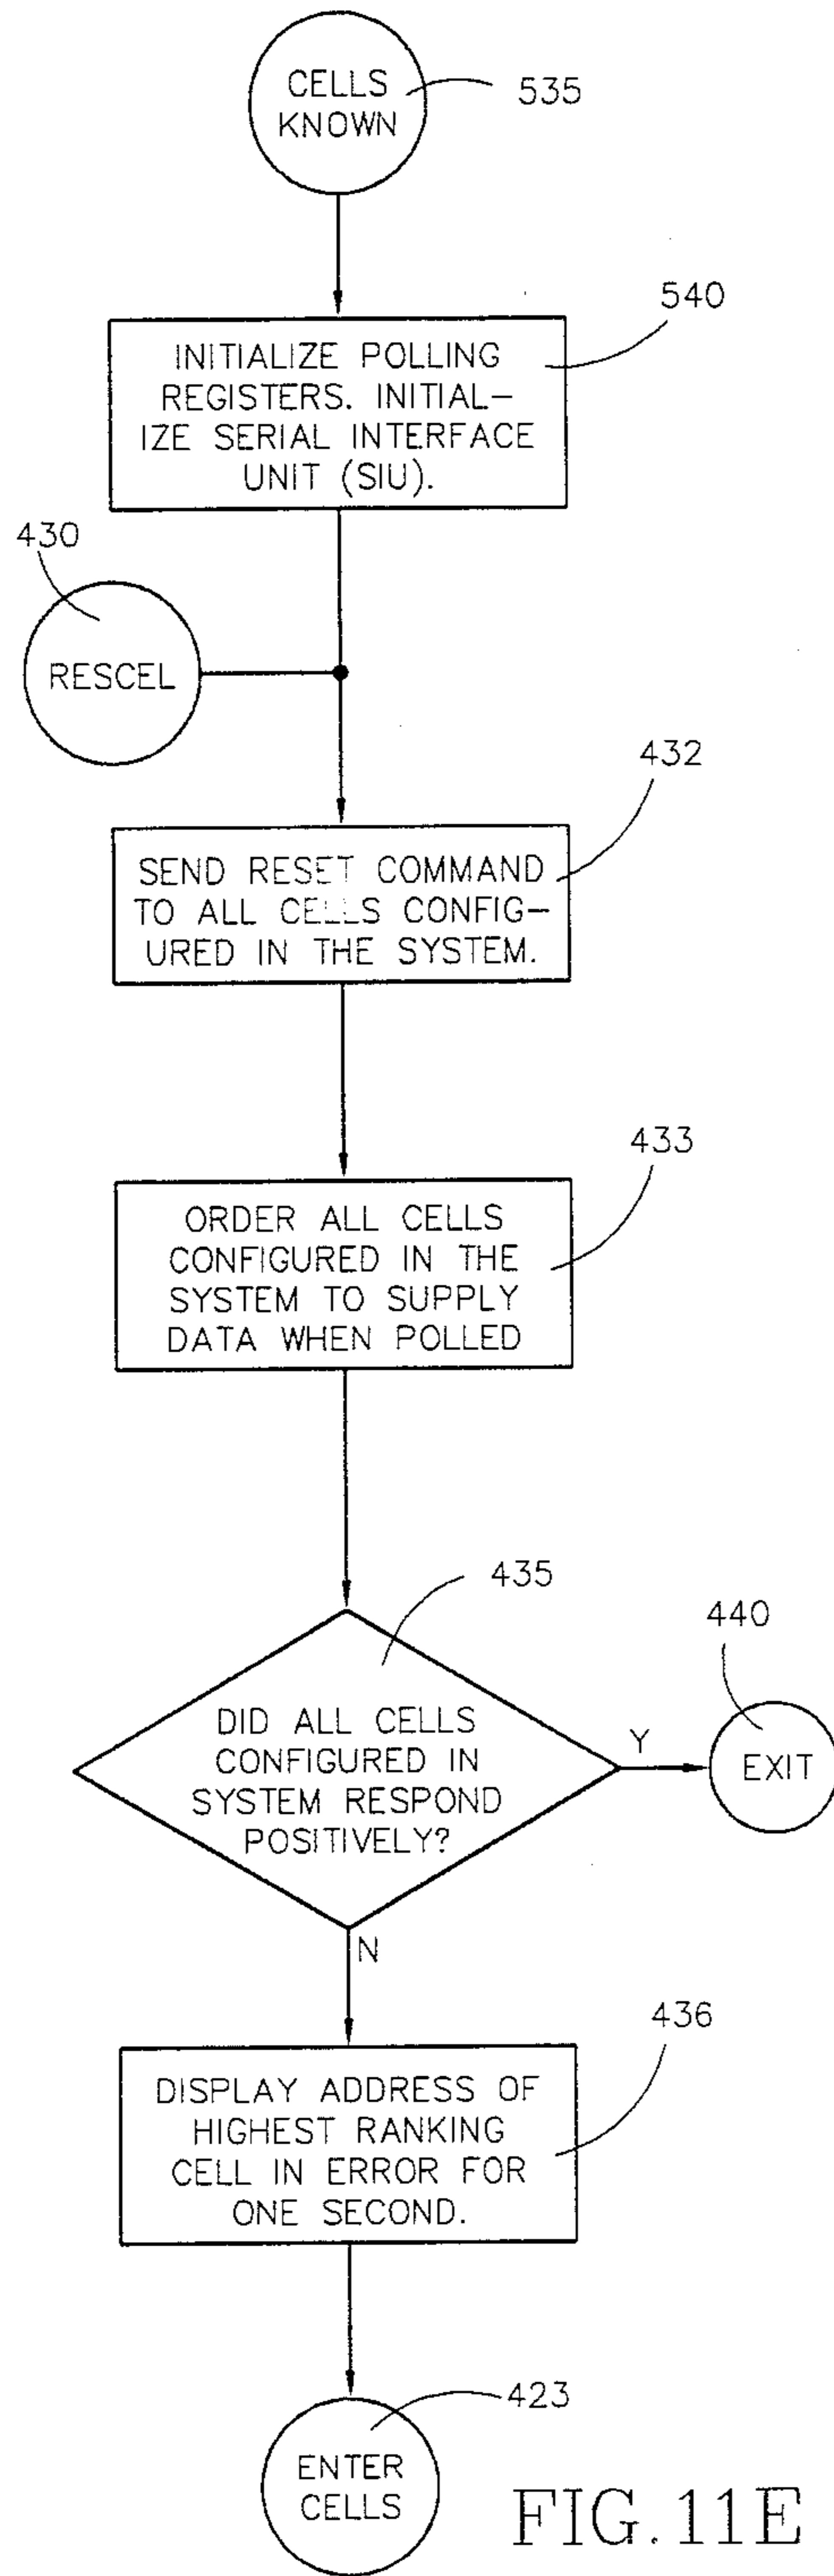 CELLS
KNOWN
535
540
INITIALIZE POLLING
REGISTERS. INITIAL-
IZE SERIAL INTERFACE
UNIT (SIU).
430
RESCEL
432
SEND RESET COMMAND
TO ALL CELLS CONFIG-
URED IN THE SYSTEM.
433
ORDER ALL CELLS
CONFIGURED IN THE
SYSTEM TO SUPPLY
DATA WHEN POLLED
435
DID ALL CELLS
CONFIGURED IN
SYSTEM RESPOND
POSITIVELY?
Y
440
EXIT
N
436
DISPLAY ADDRESS OF
HIGHEST RANKING
CELL IN ERROR FOR
ONE SECOND.
423
ENTER
CELLS
FIG. 11E